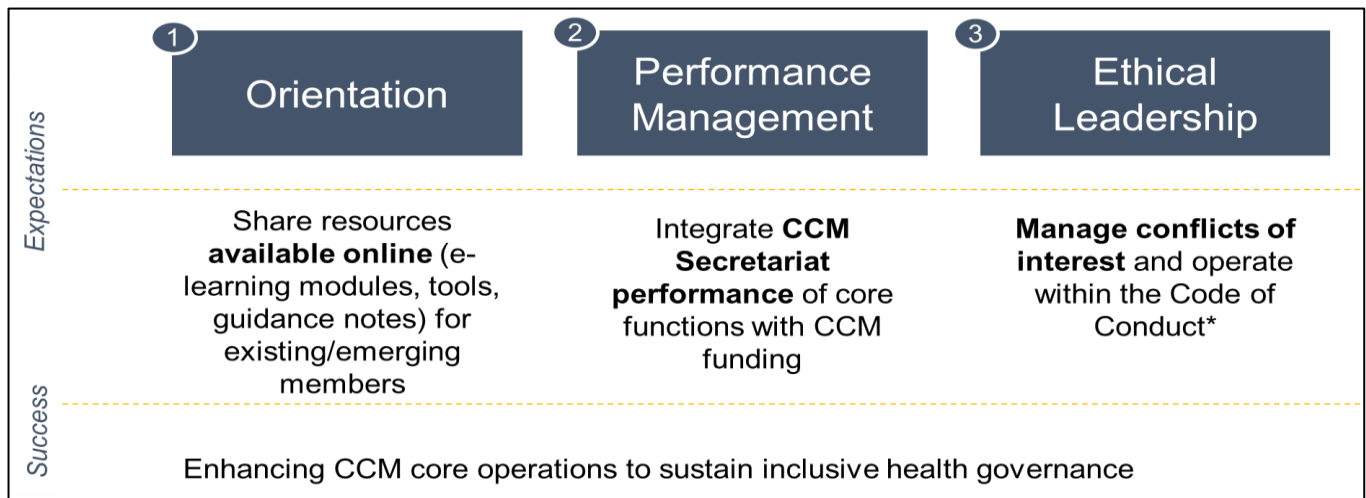 1
Orientation
2
Performance
Management
3
Ethical
Leadership
Expectations
Share resources
available online (e-
learning modules, tools,
guidance notes) for
existing/emerging
members
Integrate CCM
Secretariat
performance of core
functions with CCM
funding
Manage conflicts of
interest and operate
within the Code of
Conduct*
Success
Enhancing CCM core operations to sustain inclusive health governance